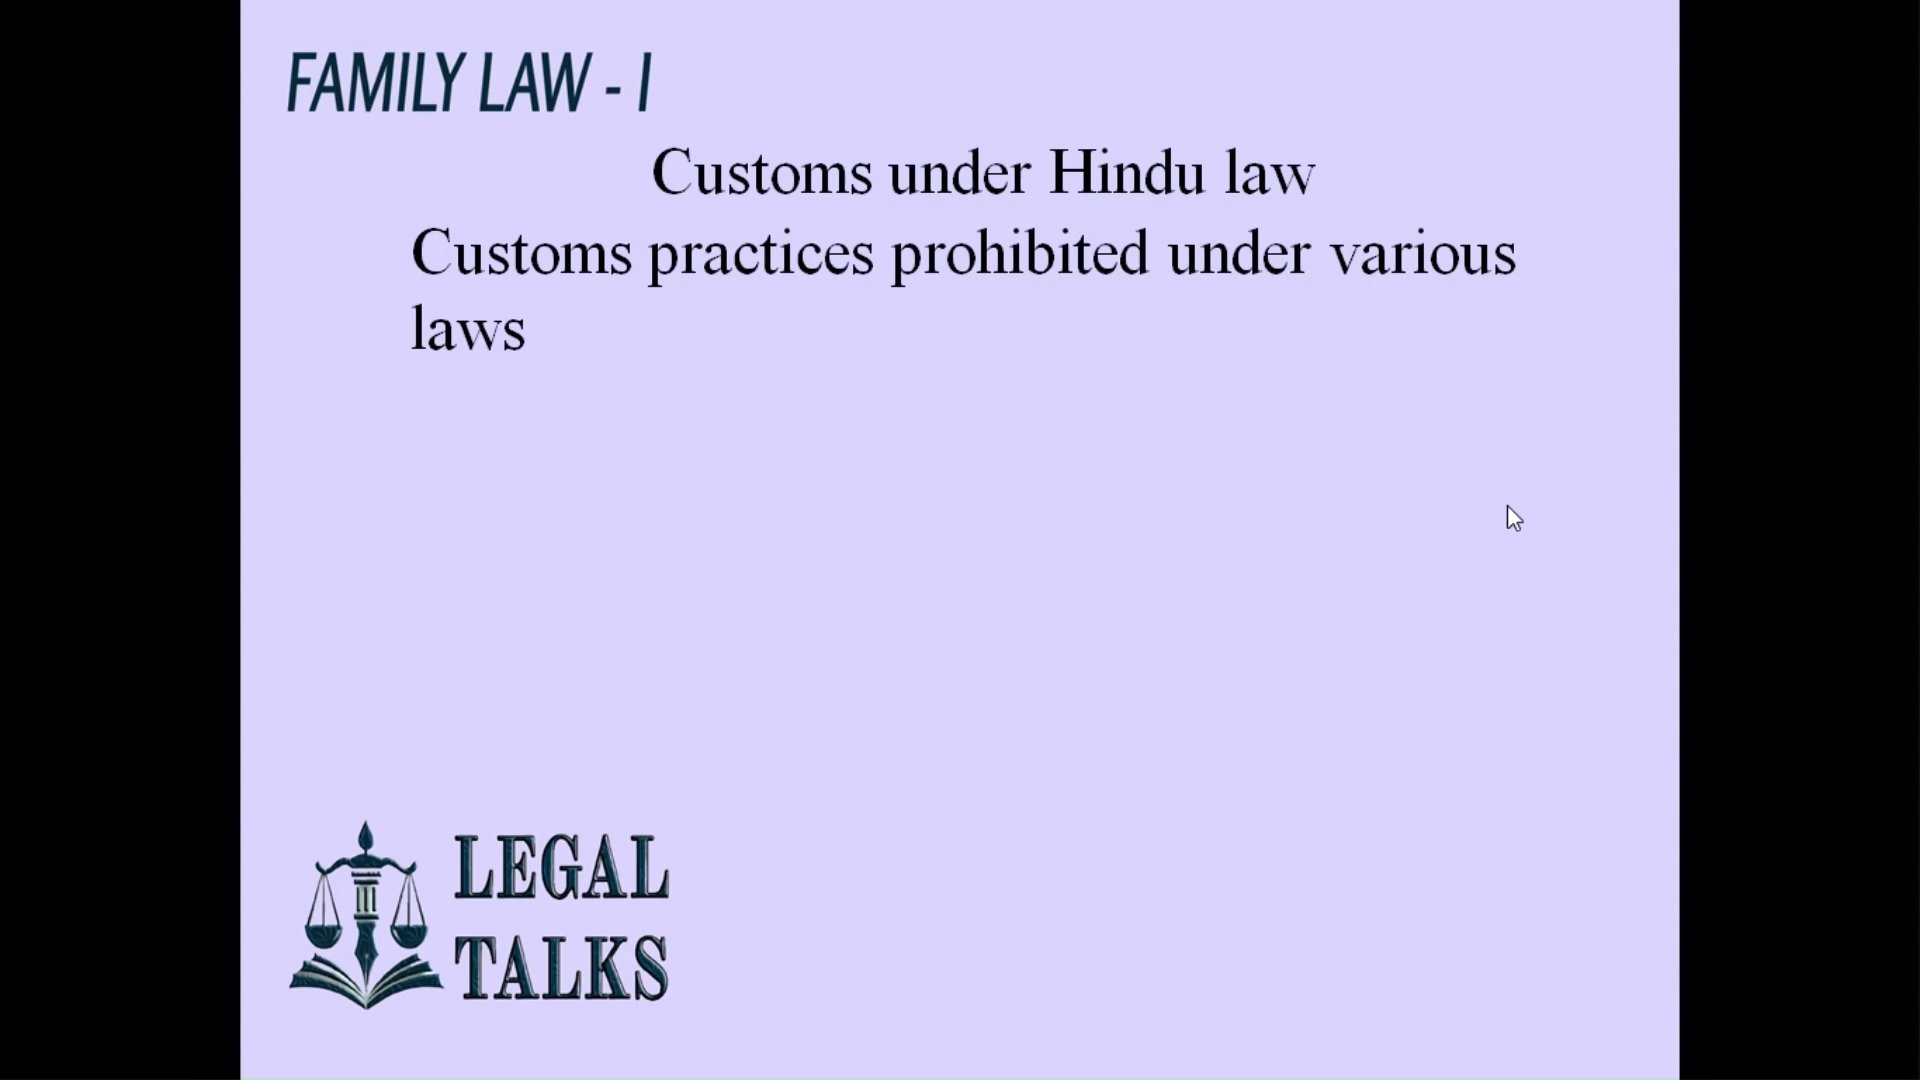 FAMILY LAW - I
Customs under Hindu law
Customs practices prohibited under various
laws
LEGAL
TALKS